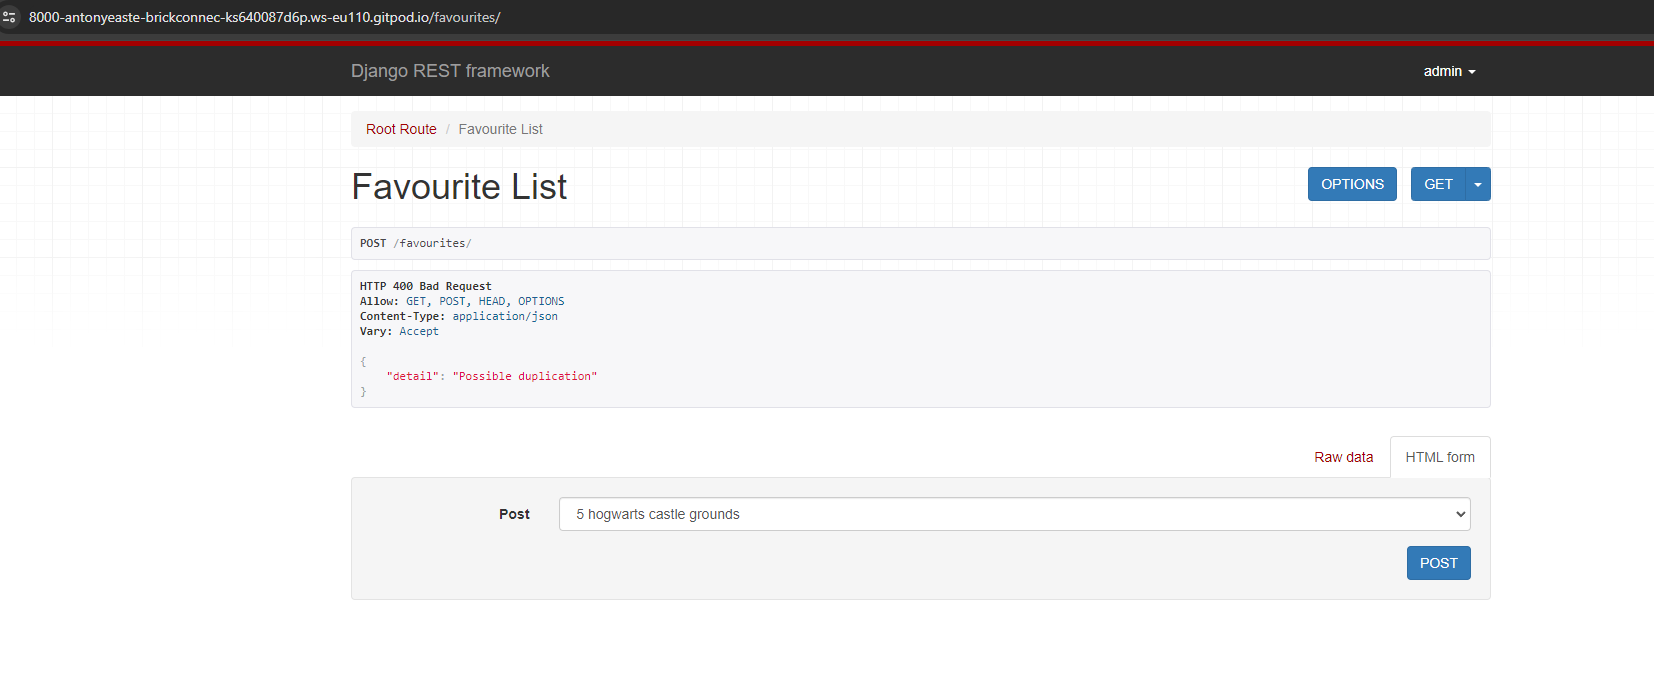 8000-antonyeaste-brickconnec-ks640087d6p.ws-eu110.gitpod.io/favourites/
Django REST framework
admin
Root Route / Favourite List
Favourite List
OPTIONS
GET
POST /favourites/
HTTP 400 Bad Request
Allow: GET, POST, HEAD, OPTIONS
Content-Type: application/json
Vary: Accept
{
"detail": "Possible duplication"
}
Raw data
HTML form
Post
5 hogwarts castle grounds
POST